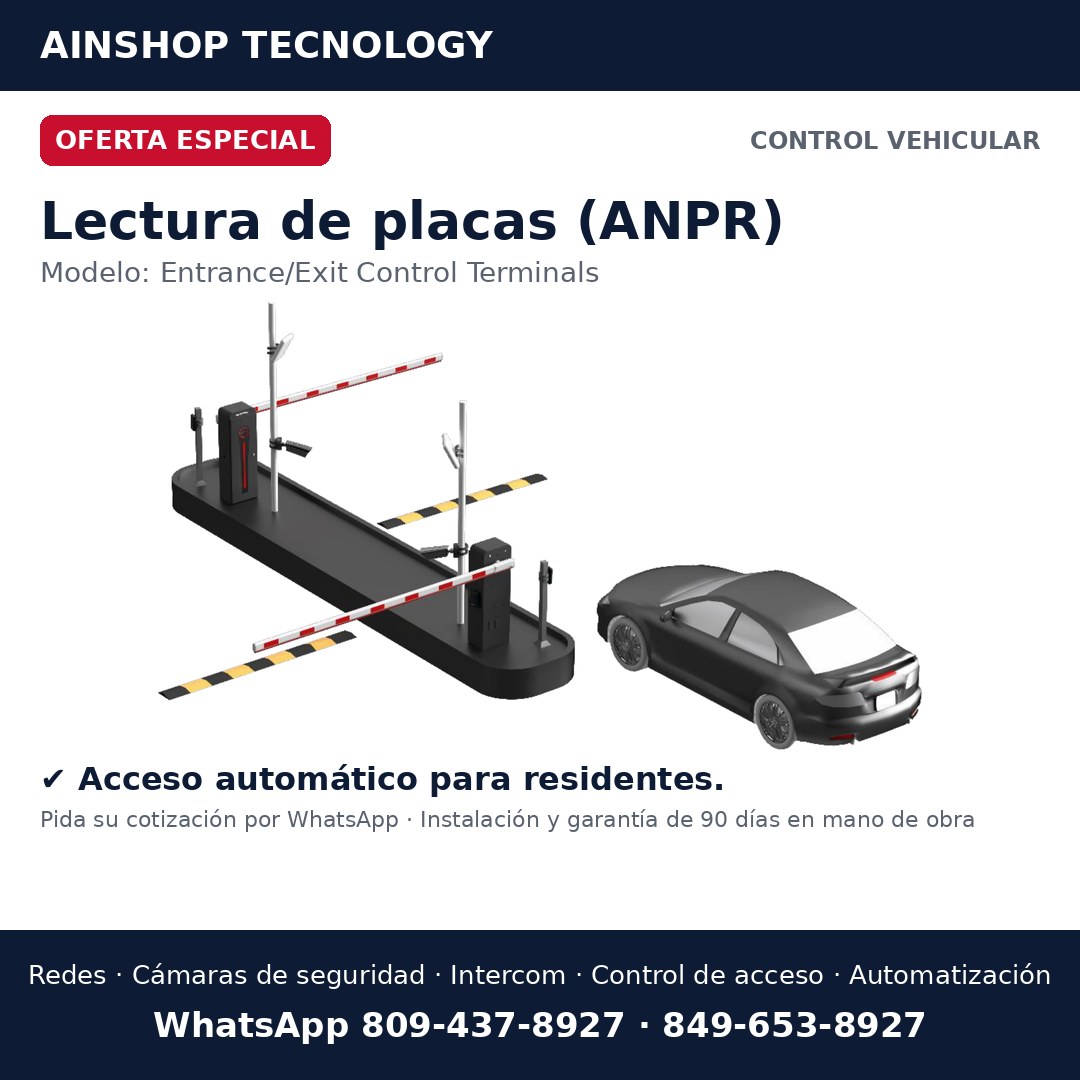 AINSHOP TECNOLOGY
OFERTA ESPECIAL
CONTROL VEHICULAR
Lectura de placas (ANPR)
Modelo: Entrance/Exit Control Terminals
✔ Acceso automático para residentes.
Pida su cotización por WhatsApp · Instalación y garantía de 90 días en mano de obra
Redes · Cámaras de seguridad · Intercom · Control de acceso · Automatización
WhatsApp 809-437-8927 · 849-653-8927